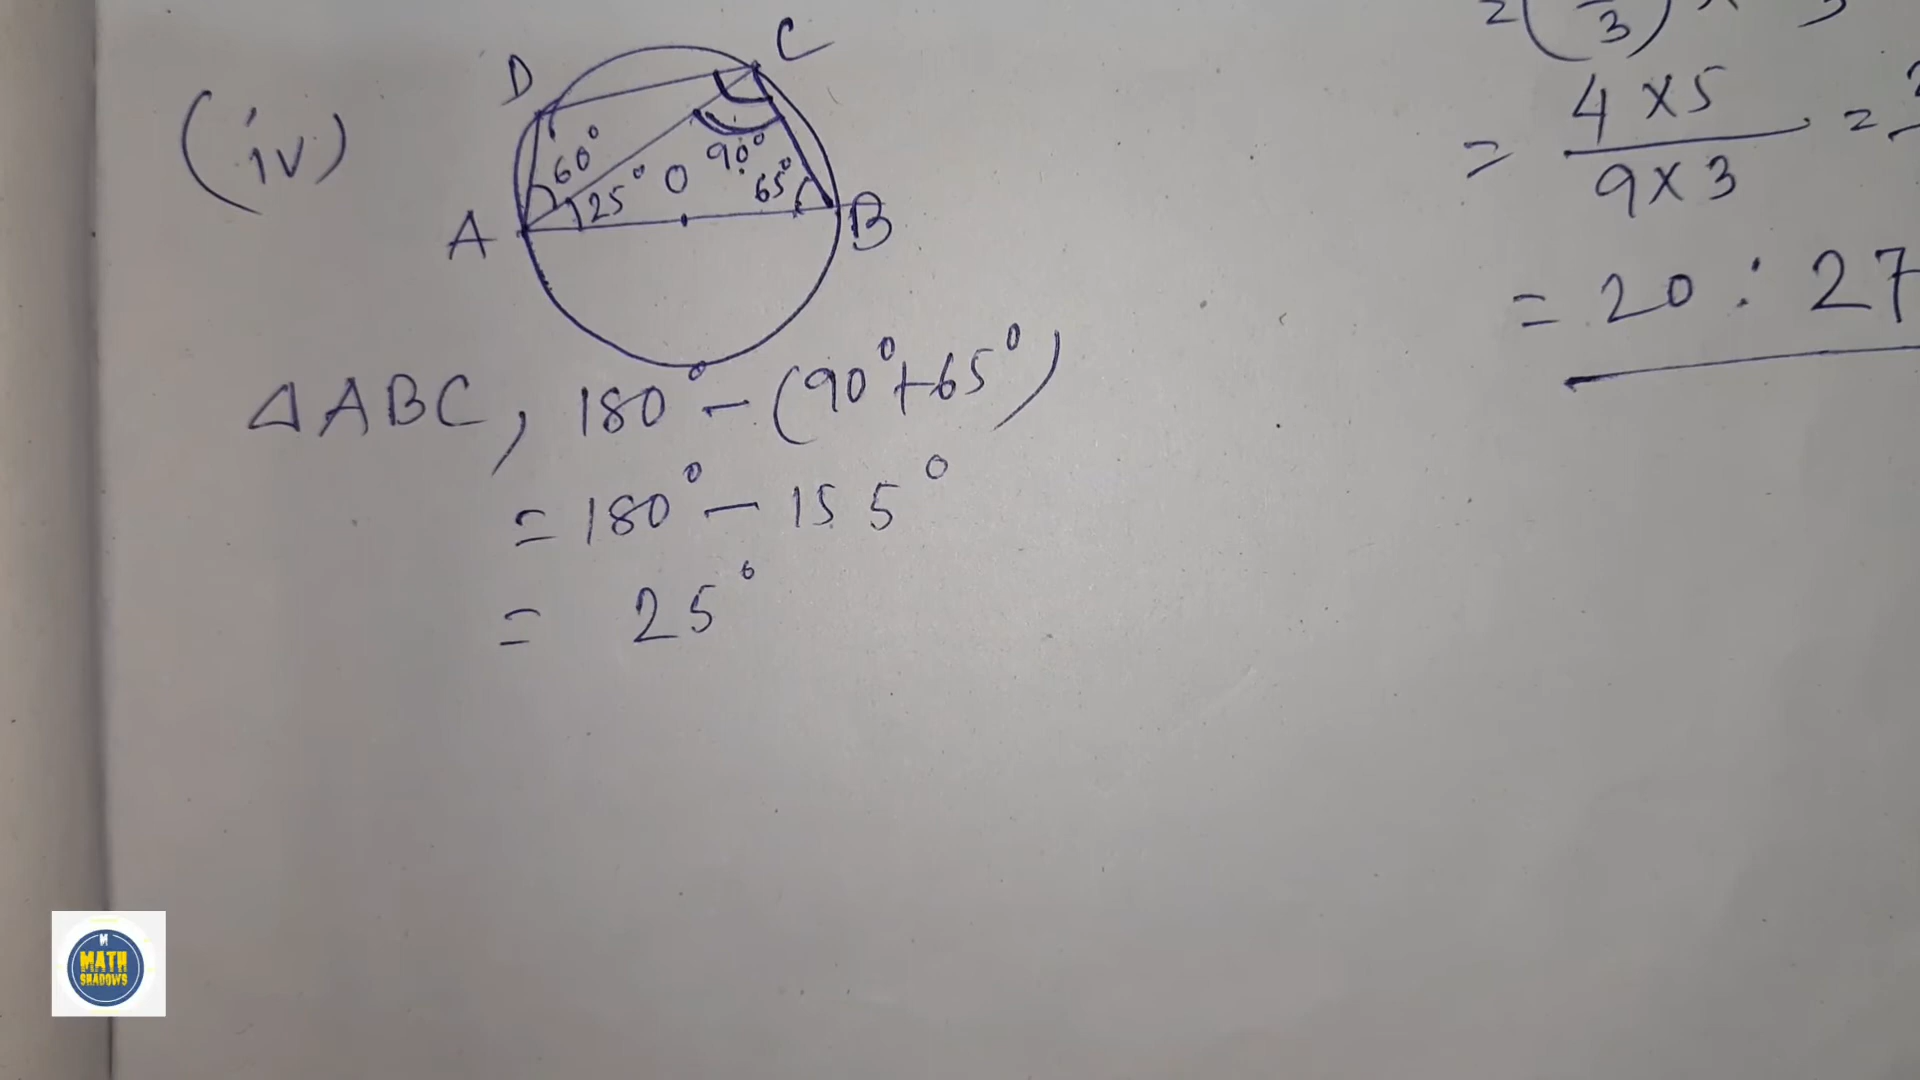 (iv)
D
C
60°
25°
O
90°
65°
A
B
△ABC, 180° - (90° + 65°)
= 180° - 155°
= 25°
= 4 × 5 / 9 × 3 =
= 20 : 27
M
MATH
SHADOWS